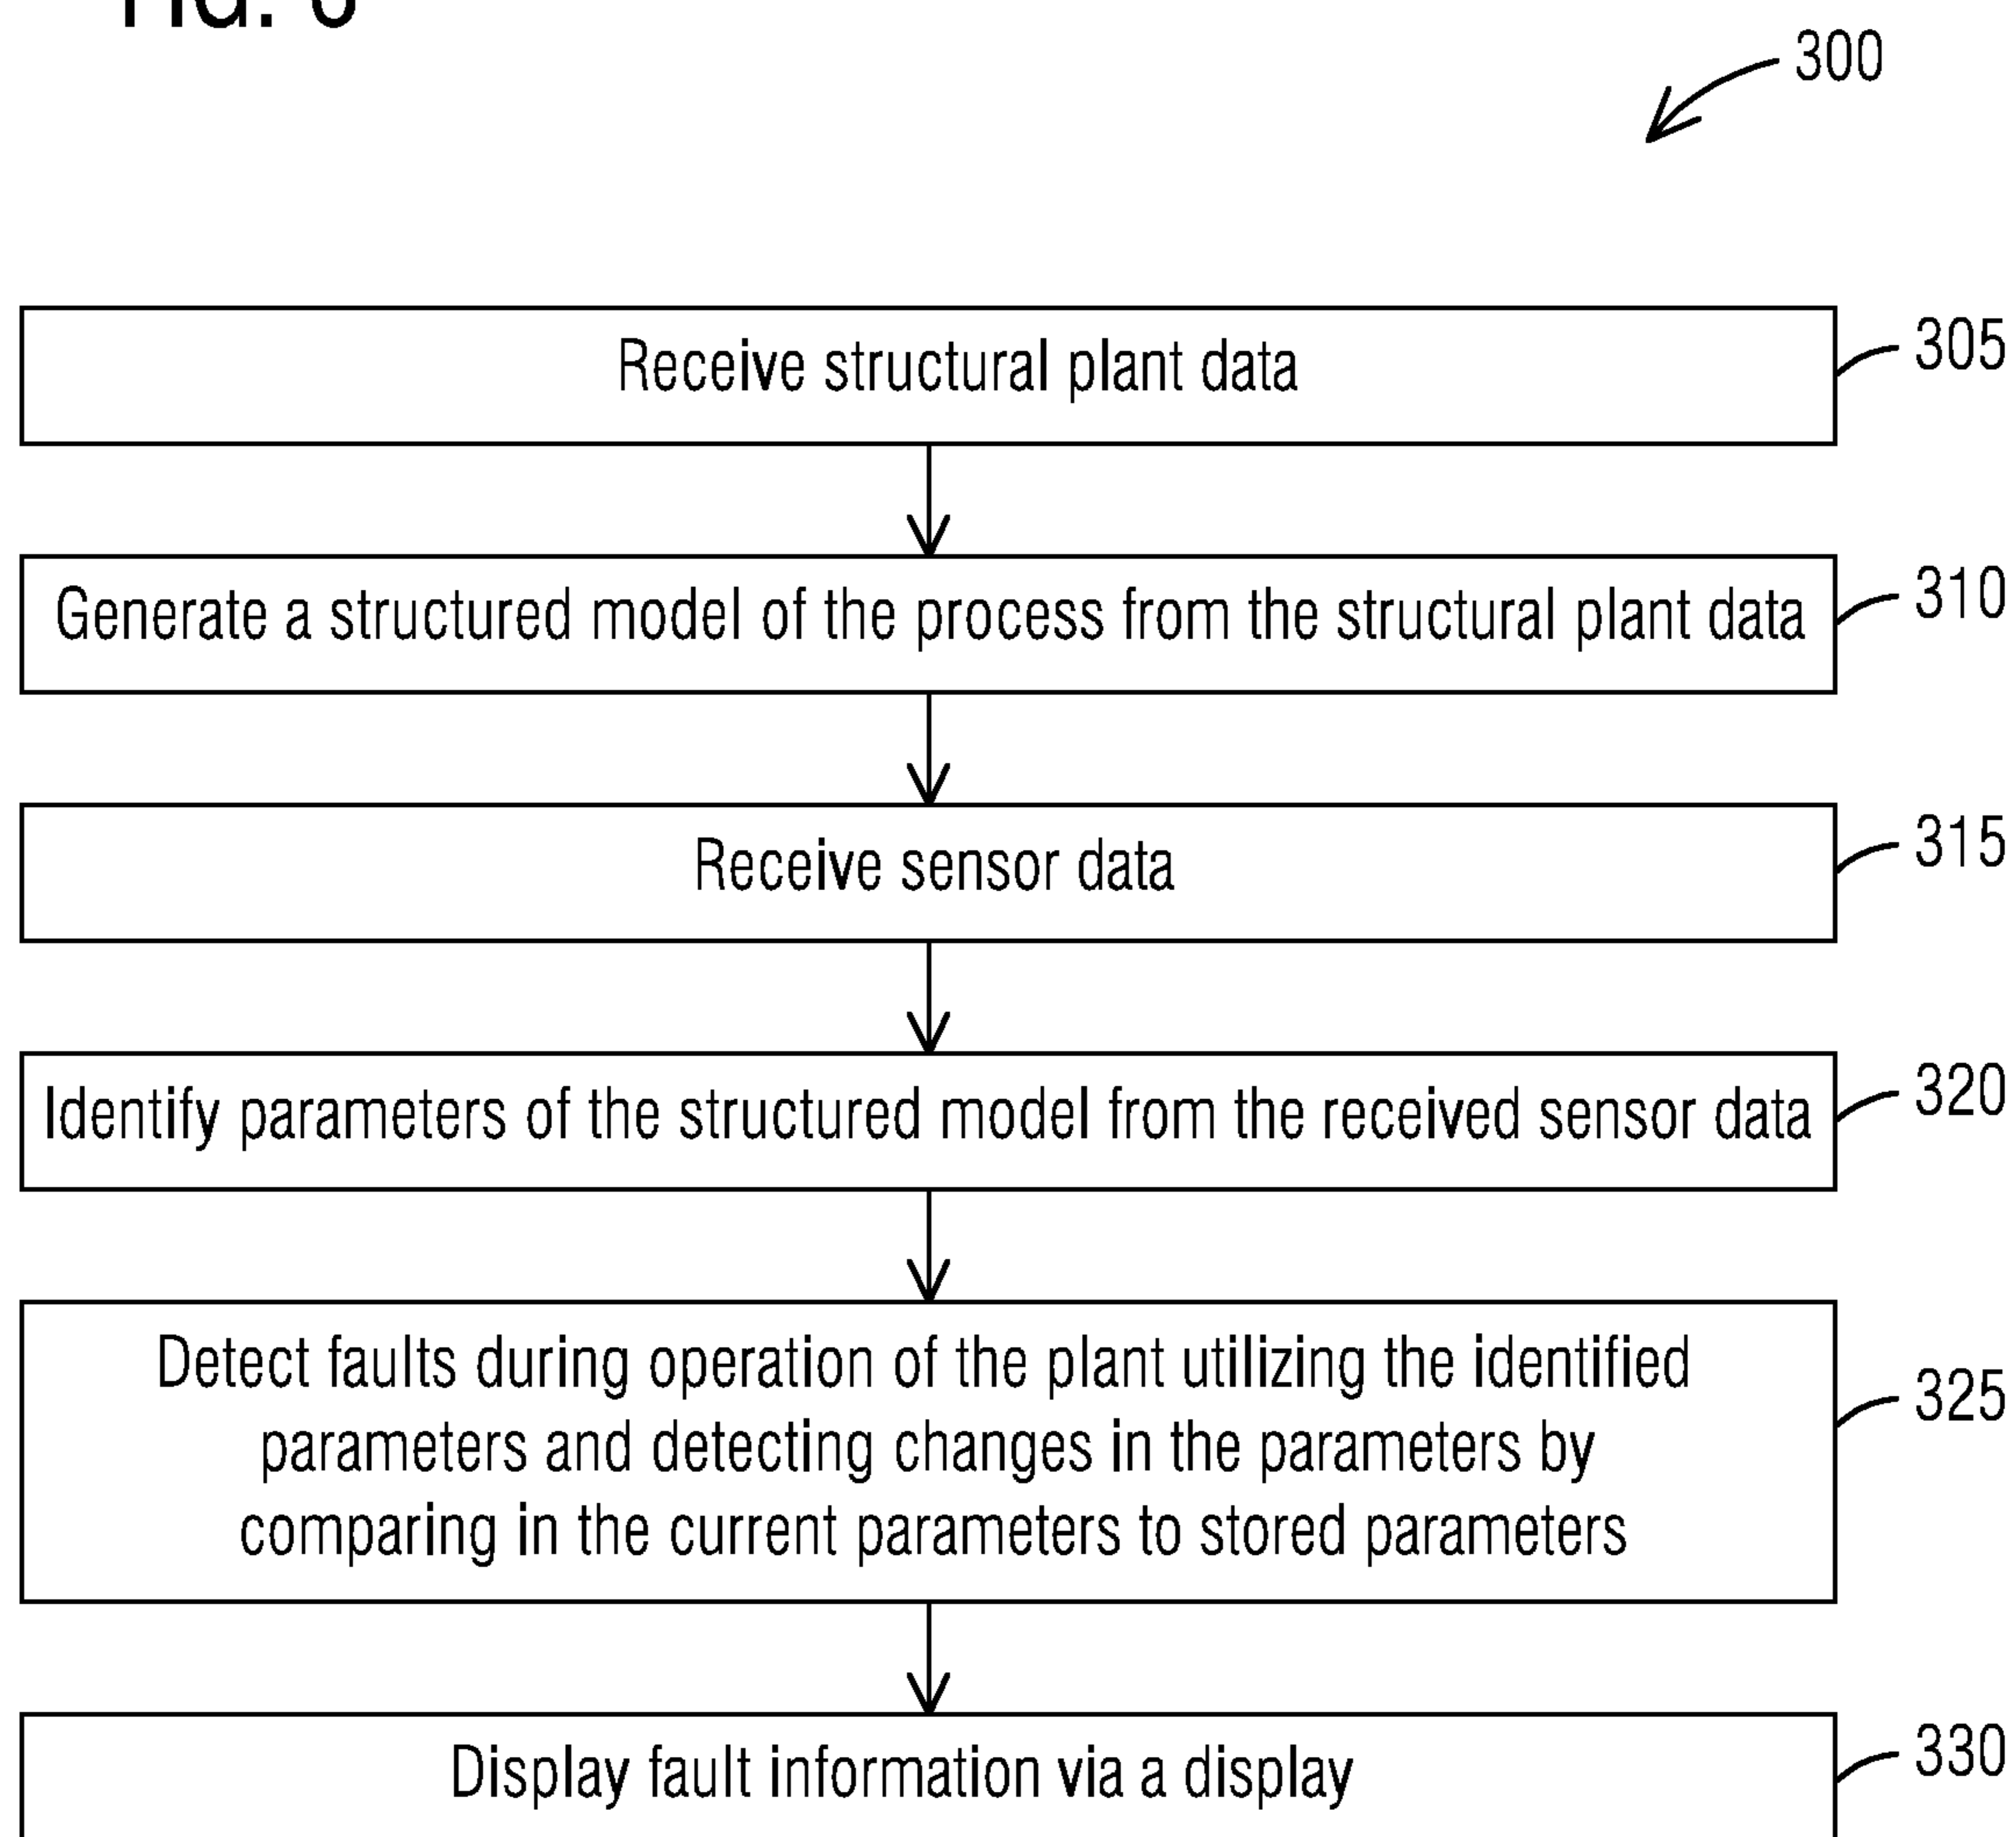 300
Receive structural plant data
305
Generate a structured model of the process from the structural plant data
310
Receive sensor data
315
Identify parameters of the structured model from the received sensor data
320
Detect faults during operation of the plant utilizing the identified
parameters and detecting changes in the parameters by
comparing in the current parameters to stored parameters
325
Display fault information via a display
330